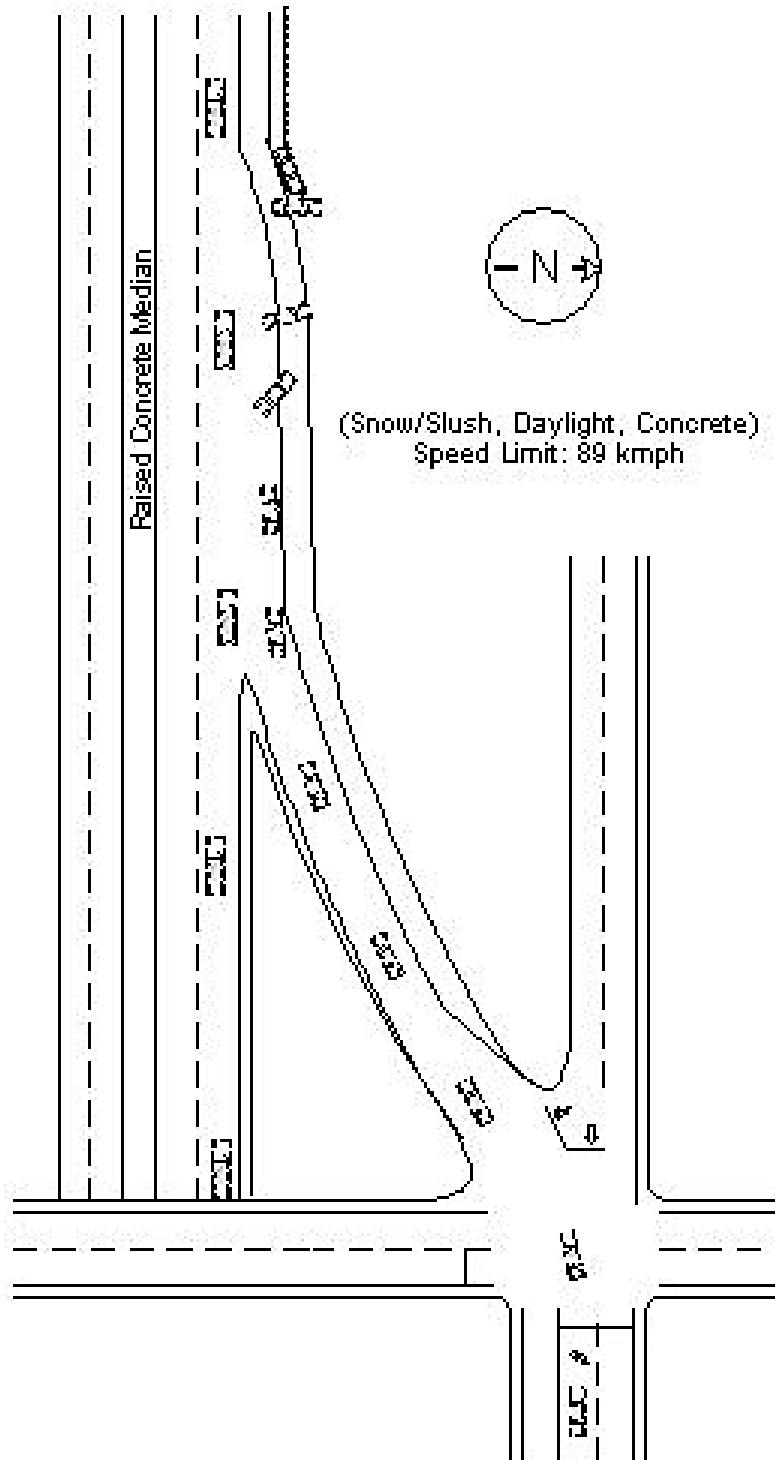 N
Raised Concrete Median
(Snow/Slush, Daylight, Concrete)
Speed Limit: 89 kmph